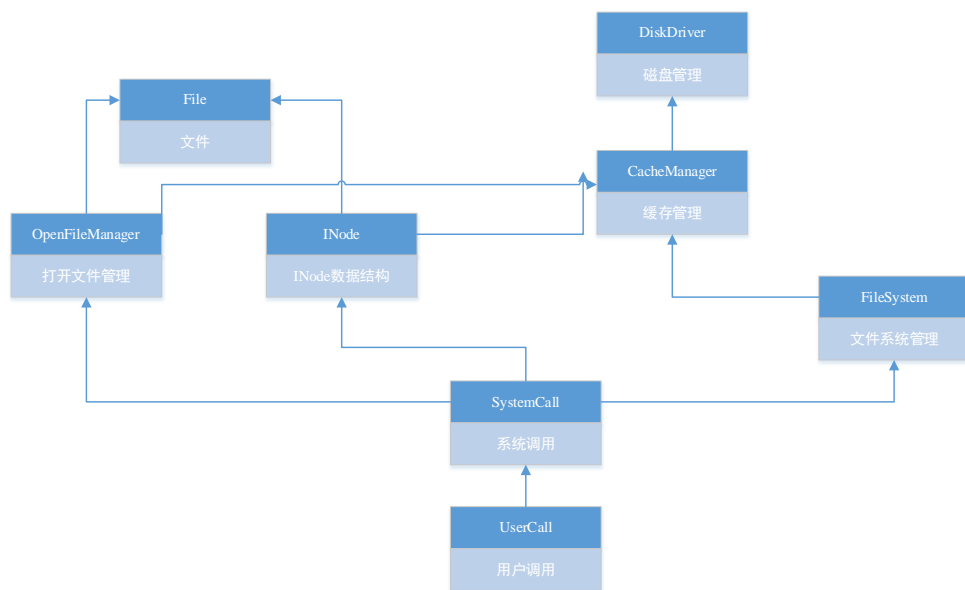 DiskDriver
磁盘管理
File
文件
CacheManager
缓存管理
OpenFileManager
打开文件管理
INode
INode数据结构
FileSystem
文件系统管理
SystemCall
系统调用
UserCall
用户调用